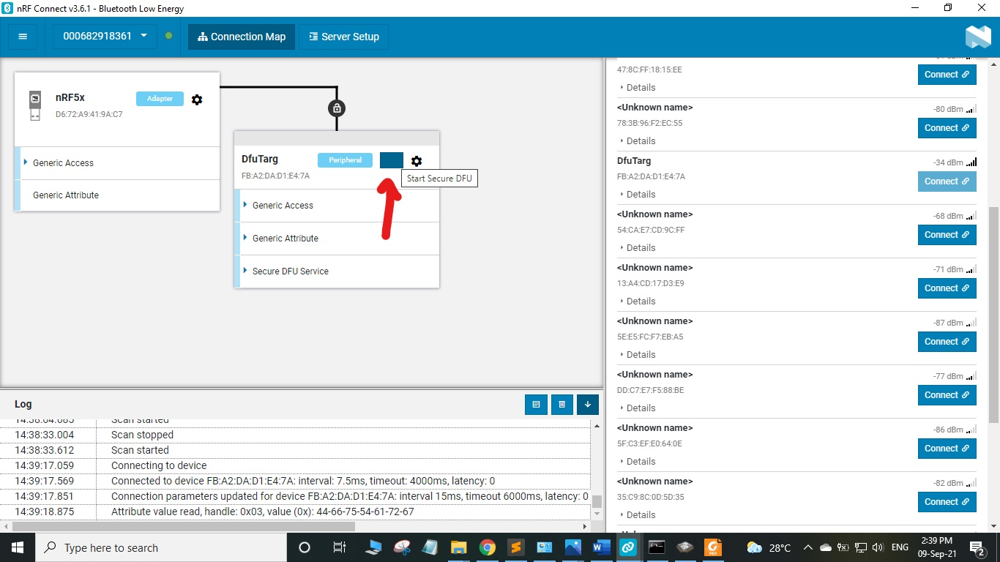 nRF Connect v3.6.1 - Bluetooth Low Energy
000682918361
Connection Map
Server Setup
nRF5x
Adapter
D6:72:A9:41:9A:C7
Generic Access
Generic Attribute
DfuTarg
Peripheral
FB:A2:DA:D1:E4:7A
Start Secure DFU
Generic Access
Generic Attribute
Secure DFU Service
47:8C:FF:18:15:EE
Connect
Details
<Unknown name>
-80 dBm
78:3B:96:F2:EC:55
Connect
Details
DfuTarg
-34 dBm
FB:A2:DA:D1:E4:7A
Connect
Details
<Unknown name>
-68 dBm
54:CA:E7:CD:9C:FF
Connect
Details
<Unknown name>
-71 dBm
13:A4:CD:17:D3:E9
Connect
Details
<Unknown name>
-87 dBm
5E:E5:FC:F7:EB:A5
Connect
Details
<Unknown name>
-77 dBm
DD:C7:E7:F5:88:BE
Connect
Details
<Unknown name>
-86 dBm
5F:C3:EF:E0:64:0E
Connect
Details
<Unknown name>
-82 dBm
35:C9:8C:0D:5D:35
Connect
Details
Log
14:38:04.085 Scan started
14:38:33.004 Scan stopped
14:38:33.612 Scan started
14:39:17.059 Connecting to device
14:39:17.569 Connected to device FB:A2:DA:D1:E4:7A: interval: 7.5ms, timeout: 4000ms, latency: 0
14:39:17.851 Connection parameters updated for device FB:A2:DA:D1:E4:7A: interval 15ms, timeout 6000ms, latency: 0
14:39:18.875 Attribute value read, handle: 0x03, value (0x): 44-66-75-54-61-72-67
Type here to search
28°C
ENG
2:39 PM
09-Sep-21
2